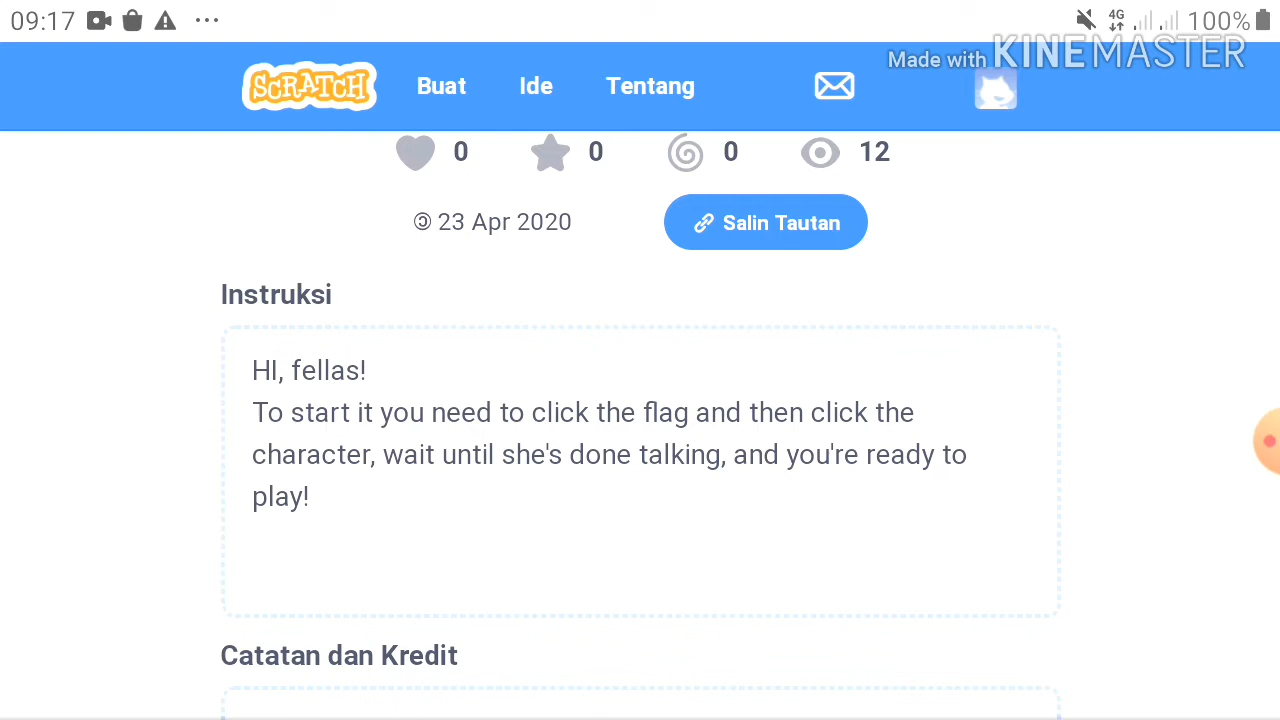 09:17 4G 100%
Made with KINEMASTER
SCRATCH Buat Ide Tentang
0 0 0 12
23 Apr 2020 Salin Tautan
Instruksi
HI, fellas!
To start it you need to click the flag and then click the
character, wait until she's done talking, and you're ready to
play!
Catatan dan Kredit